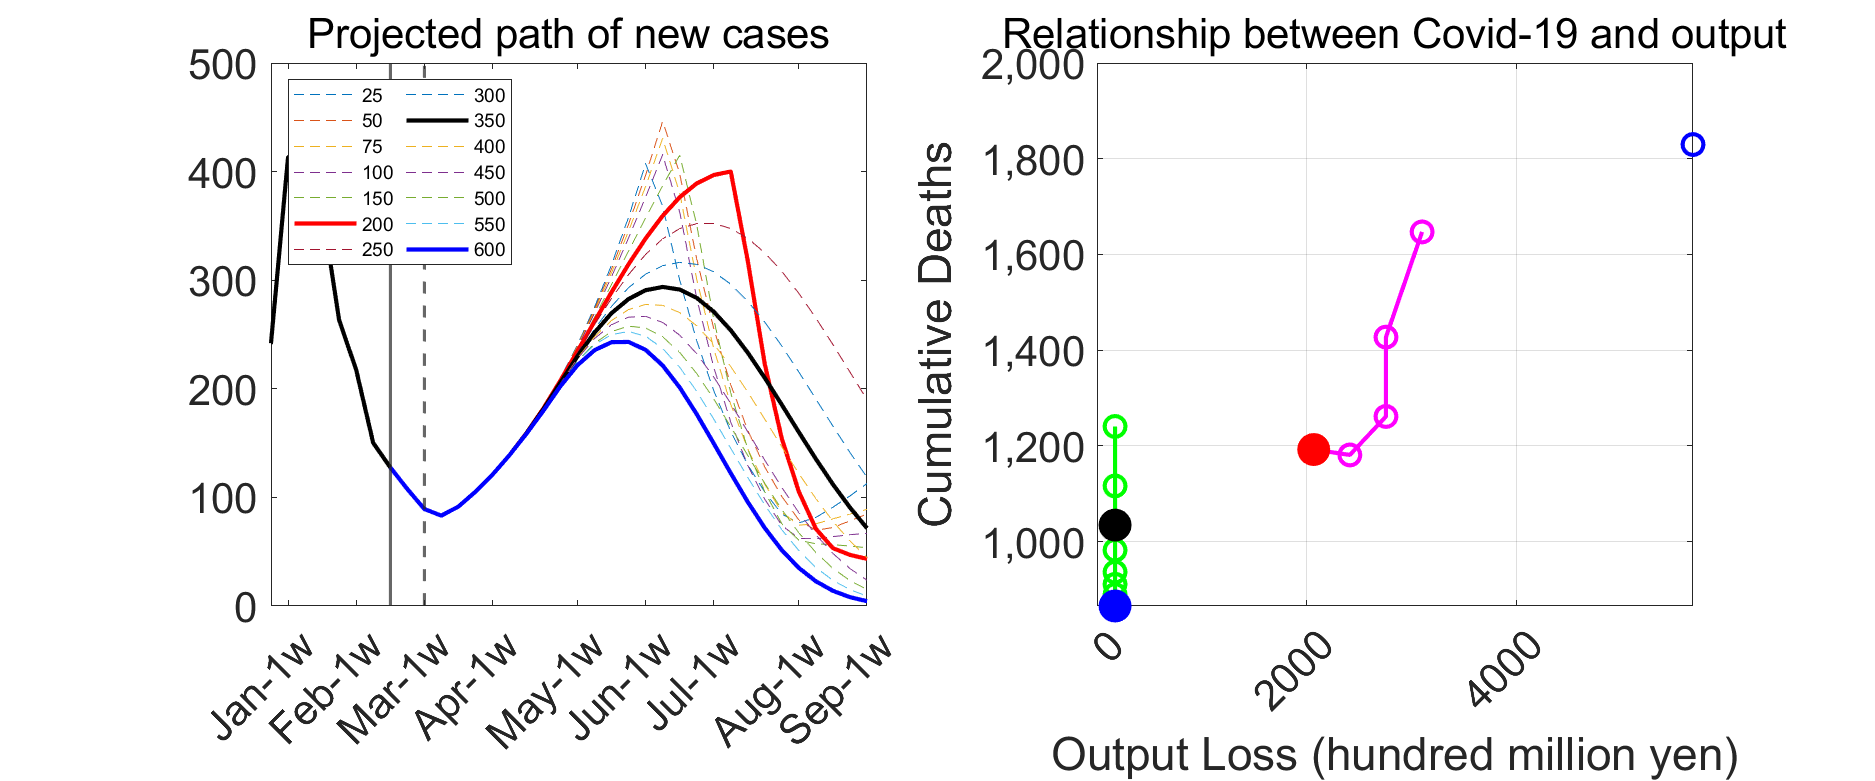 Projected path of new cases
500
400
300
200
100
0
25 300
50 350
75 400
100 450
150 500
200 550
250 600
Jan-1w
Feb-1w
Mar-1w
Apr-1w
May-1w
Jun-1w
Jul-1w
Aug-1w
Sep-1w
Relationship between Covid-19 and output
Cumulative Deaths
2,000
1,800
1,600
1,400
1,200
1,000
0
2000
4000
Output Loss (hundred million yen)